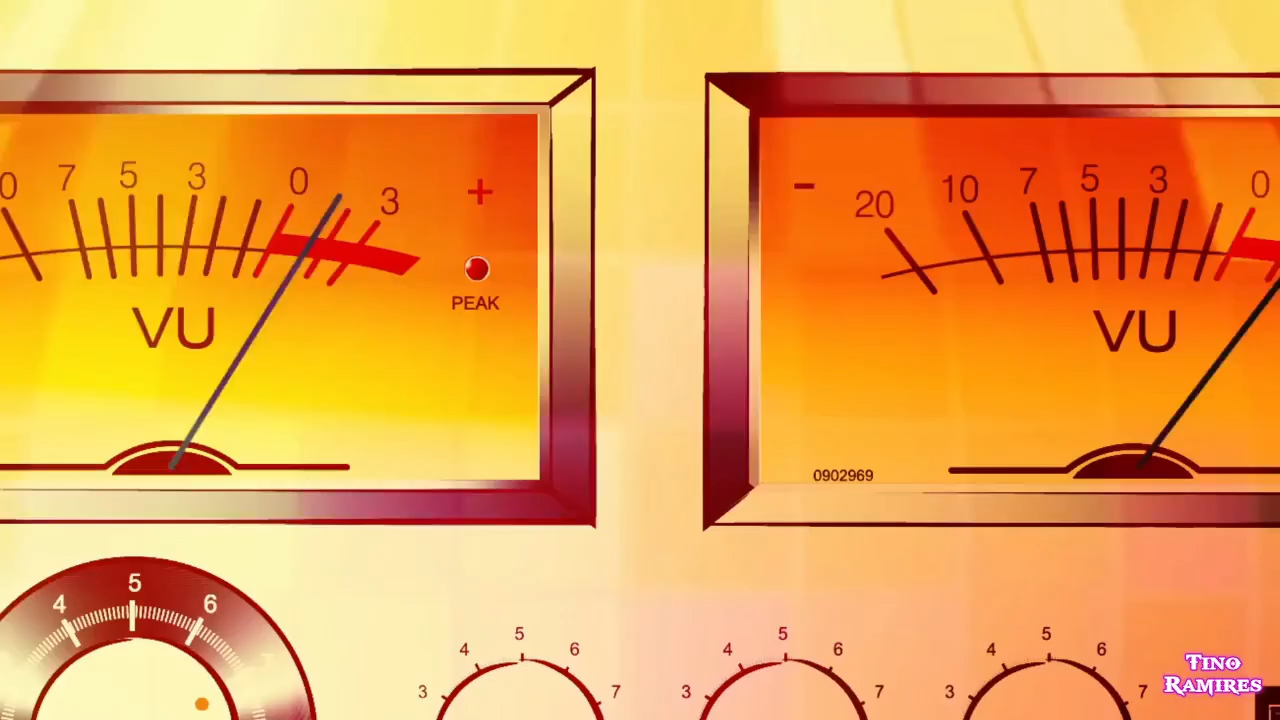 0 7 5 3 0 3 +
- 20 10 7 5 3 0
PEAK
VU
VU
0902969
4 5 6
3 4 5 6 7
3 4 5 6 7
3 4 5 6 7
TINO
RAMIRES